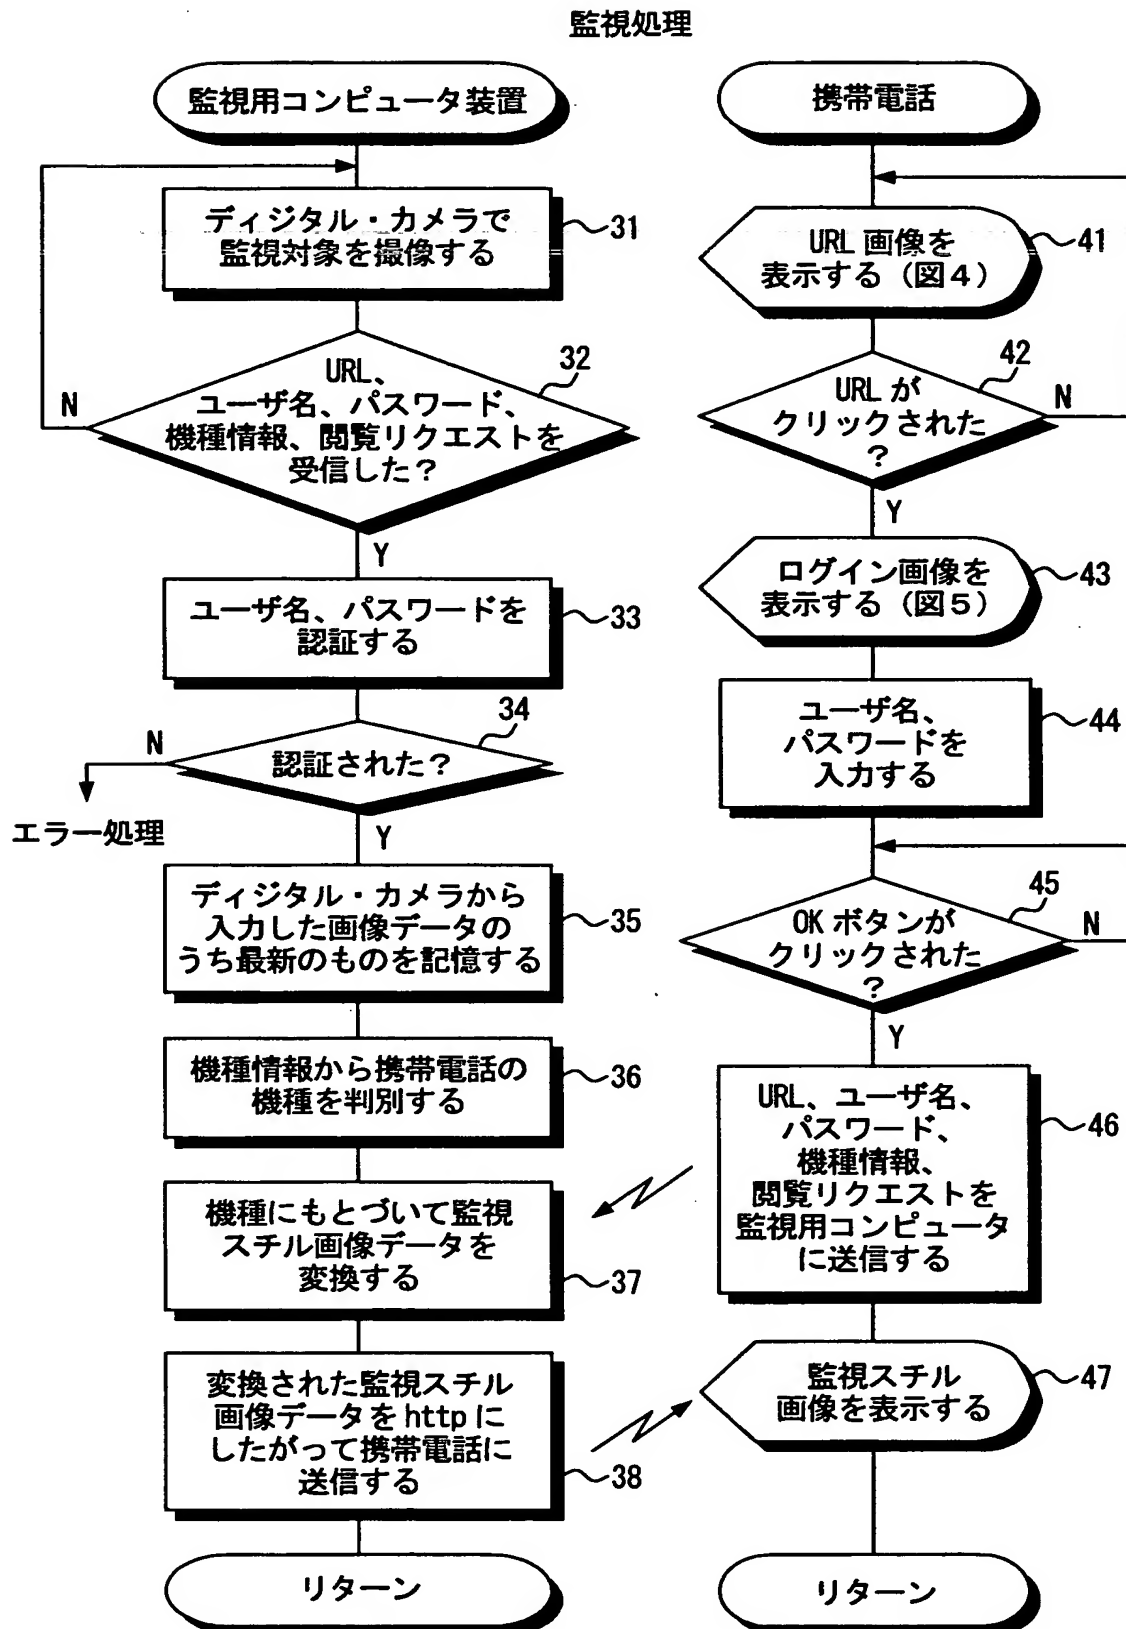 監視処理
監視用コンピュータ装置
ディジタル・カメラで
監視対象を撮像する
31
URL、
ユーザ名、パスワード、
機種情報、閲覧リクエストを
受信した？
32
N
Y
ユーザ名、パスワードを
認証する
33
認証された？
34
N
エラー処理
Y
ディジタル・カメラから
入力した画像データの
うち最新のものを記憶する
35
機種情報から携帯電話の
機種を判別する
36
機種にもとづいて監視
スチル画像データを
変換する
37
変換された監視スチル
画像データをhttpに
したがって携帯電話に
送信する
38
リターン
携帯電話
URL画像を
表示する（図4）
41
URLが
クリックされた
？
42
N
Y
ログイン画像を
表示する（図5）
43
ユーザ名、
パスワードを
入力する
44
OKボタンが
クリックされた
？
45
N
Y
URL、ユーザ名、
パスワード、
機種情報、
閲覧リクエストを
監視用コンピュータ
に送信する
46
監視スチル
画像を表示する
47
リターン